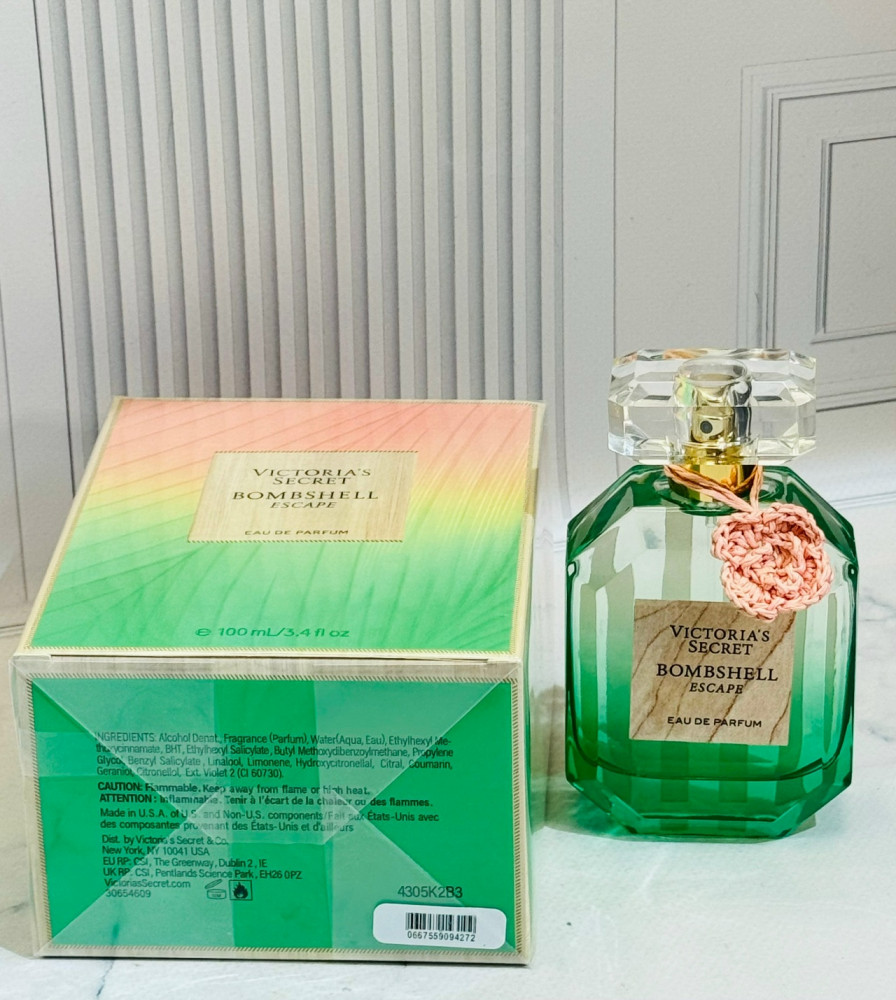 VICTORIA'S
SECRET
BOMBSHELL
ESCAPE
EAU DE PARFUM
℮ 100 mL/3,4 fl oz
INGREDIENTS: Alcohol Denat., Fragrance (Parfum), Water(Aqua, Eau), Ethylhexyl Me-
thoxycinnamate, BHT, Ethylhexyl Salicylate, Butyl Methoxydibenzoylmethane, Propylene
Glycol, Benzyl Salicylate, Linalool, Limonene, Hydroxycitronellal, Citral, Coumarin,
Geraniol, Citronellol, Ext. Violet 2 (CI 60730).
CAUTION: Flammable. Keep away from flame or high heat.
ATTENTION : Inflammable. Tenir à l'écart de la chaleur ou des flammes.
Made in U.S.A. of U.S. and Non-U.S. components/Fait aux États-Unis avec
des composantes provenant des États-Unis et d'ailleurs
Dist. by Victoria's Secret & Co.
New York, NY 10041 USA
EU RP: CSI, The Greenway, Dublin 2, IE
UK RP: CSI, Pentlands Science Park, EH26 0PZ
VictoriasSecret.com
30654609
4305K2B3
0667559094272
VICTORIA'S
SECRET
BOMBSHELL
ESCAPE
EAU DE PARFUM